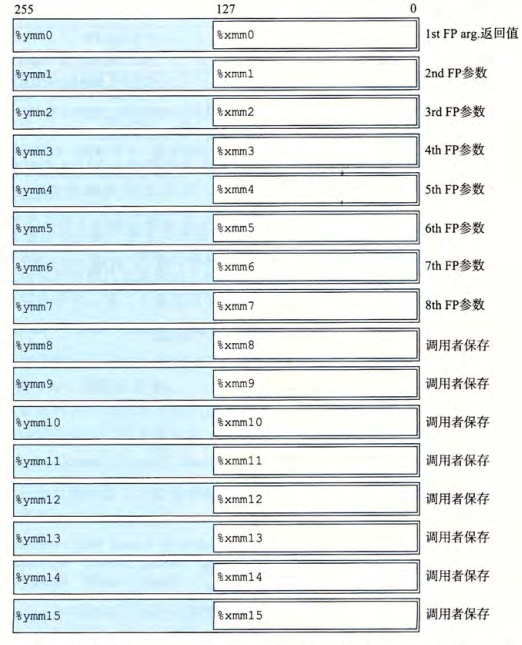 255 127 0
%ymm0 %xmm0 1st FP arg.返回值
%ymm1 %xmm1 2nd FP参数
%ymm2 %xmm2 3rd FP参数
%ymm3 %xmm3 4th FP参数
%ymm4 %xmm4 5th FP参数
%ymm5 %xmm5 6th FP参数
%ymm6 %xmm6 7th FP参数
%ymm7 %xmm7 8th FP参数
%ymm8 %xmm8 调用者保存
%ymm9 %xmm9 调用者保存
%ymm10 %xmm10 调用者保存
%ymm11 %xmm11 调用者保存
%ymm12 %xmm12 调用者保存
%ymm13 %xmm13 调用者保存
%ymm14 %xmm14 调用者保存
%ymm15 %xmm15 调用者保存